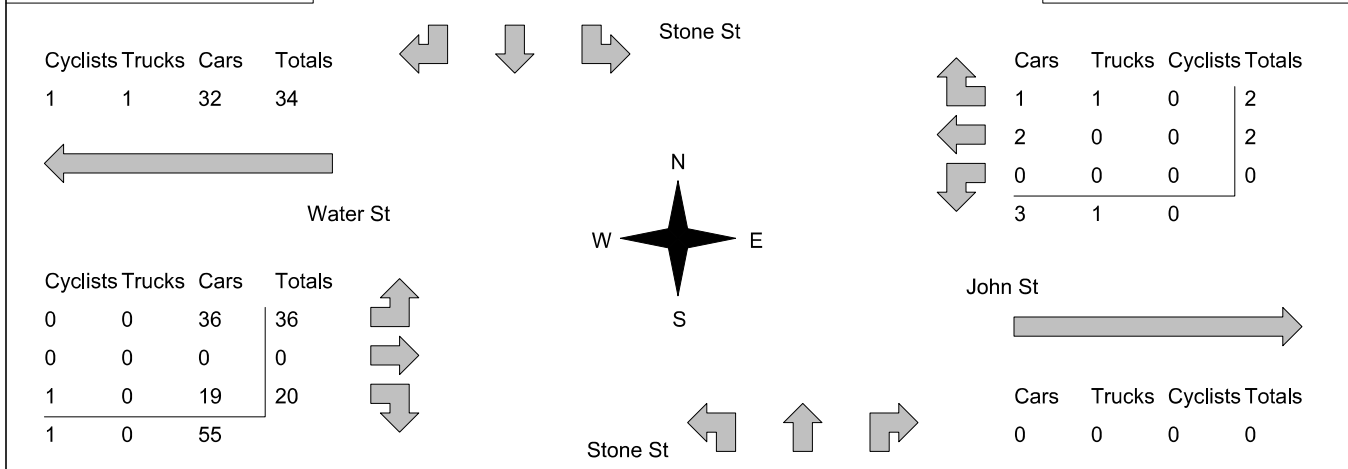 Stone St
Cyclists Trucks Cars Totals
1 1 32 34
Cars Trucks Cyclists Totals
1 1 0 2
2 0 0 2
0 0 0 0
3 1 0
N
W E
S
Water St
Cyclists Trucks Cars Totals
0 0 36 36
0 0 0 0
1 0 19 20
1 0 55
John St
Cars Trucks Cyclists Totals
0 0 0 0
Stone St